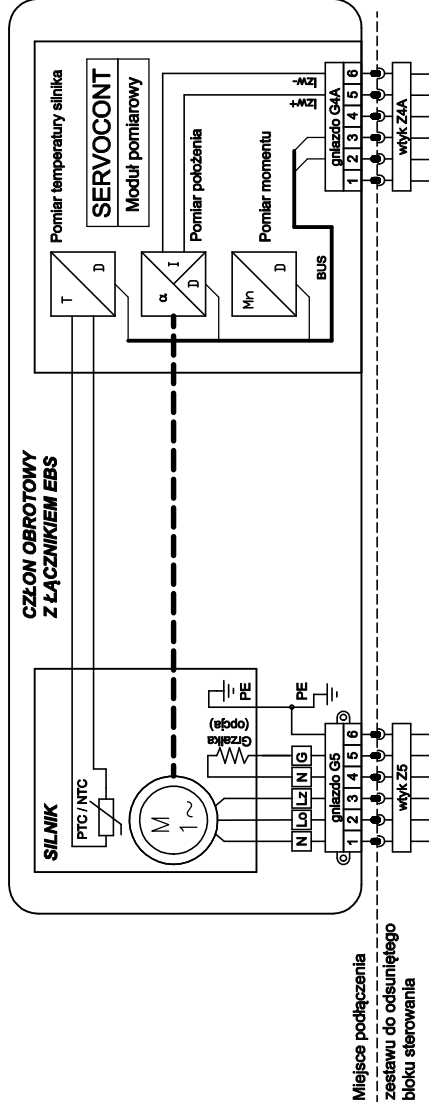 CZŁON OBROTOWY
Z ŁĄCZNIKIEM EBS
SILNIK
PTC / NTC
M
1 ~
Grzałka
(opcja)
PE
PE
N Lo Lz N G
gniazdo G5
1 2 3 4 5 6
wtyk Z5
Pomiar temperatury silnika
T
D
SERVOCONT
Moduł pomiarowy
α
I
D
Pomiar położenia
Mn
D
Pomiar momentu
BUS
Izw+
Izw-
gniazdo G4A
1 2 3 4 5 6
wtyk Z4A
Miejsce podłączenia
zestawu do odsuniętego
bloku sterowania